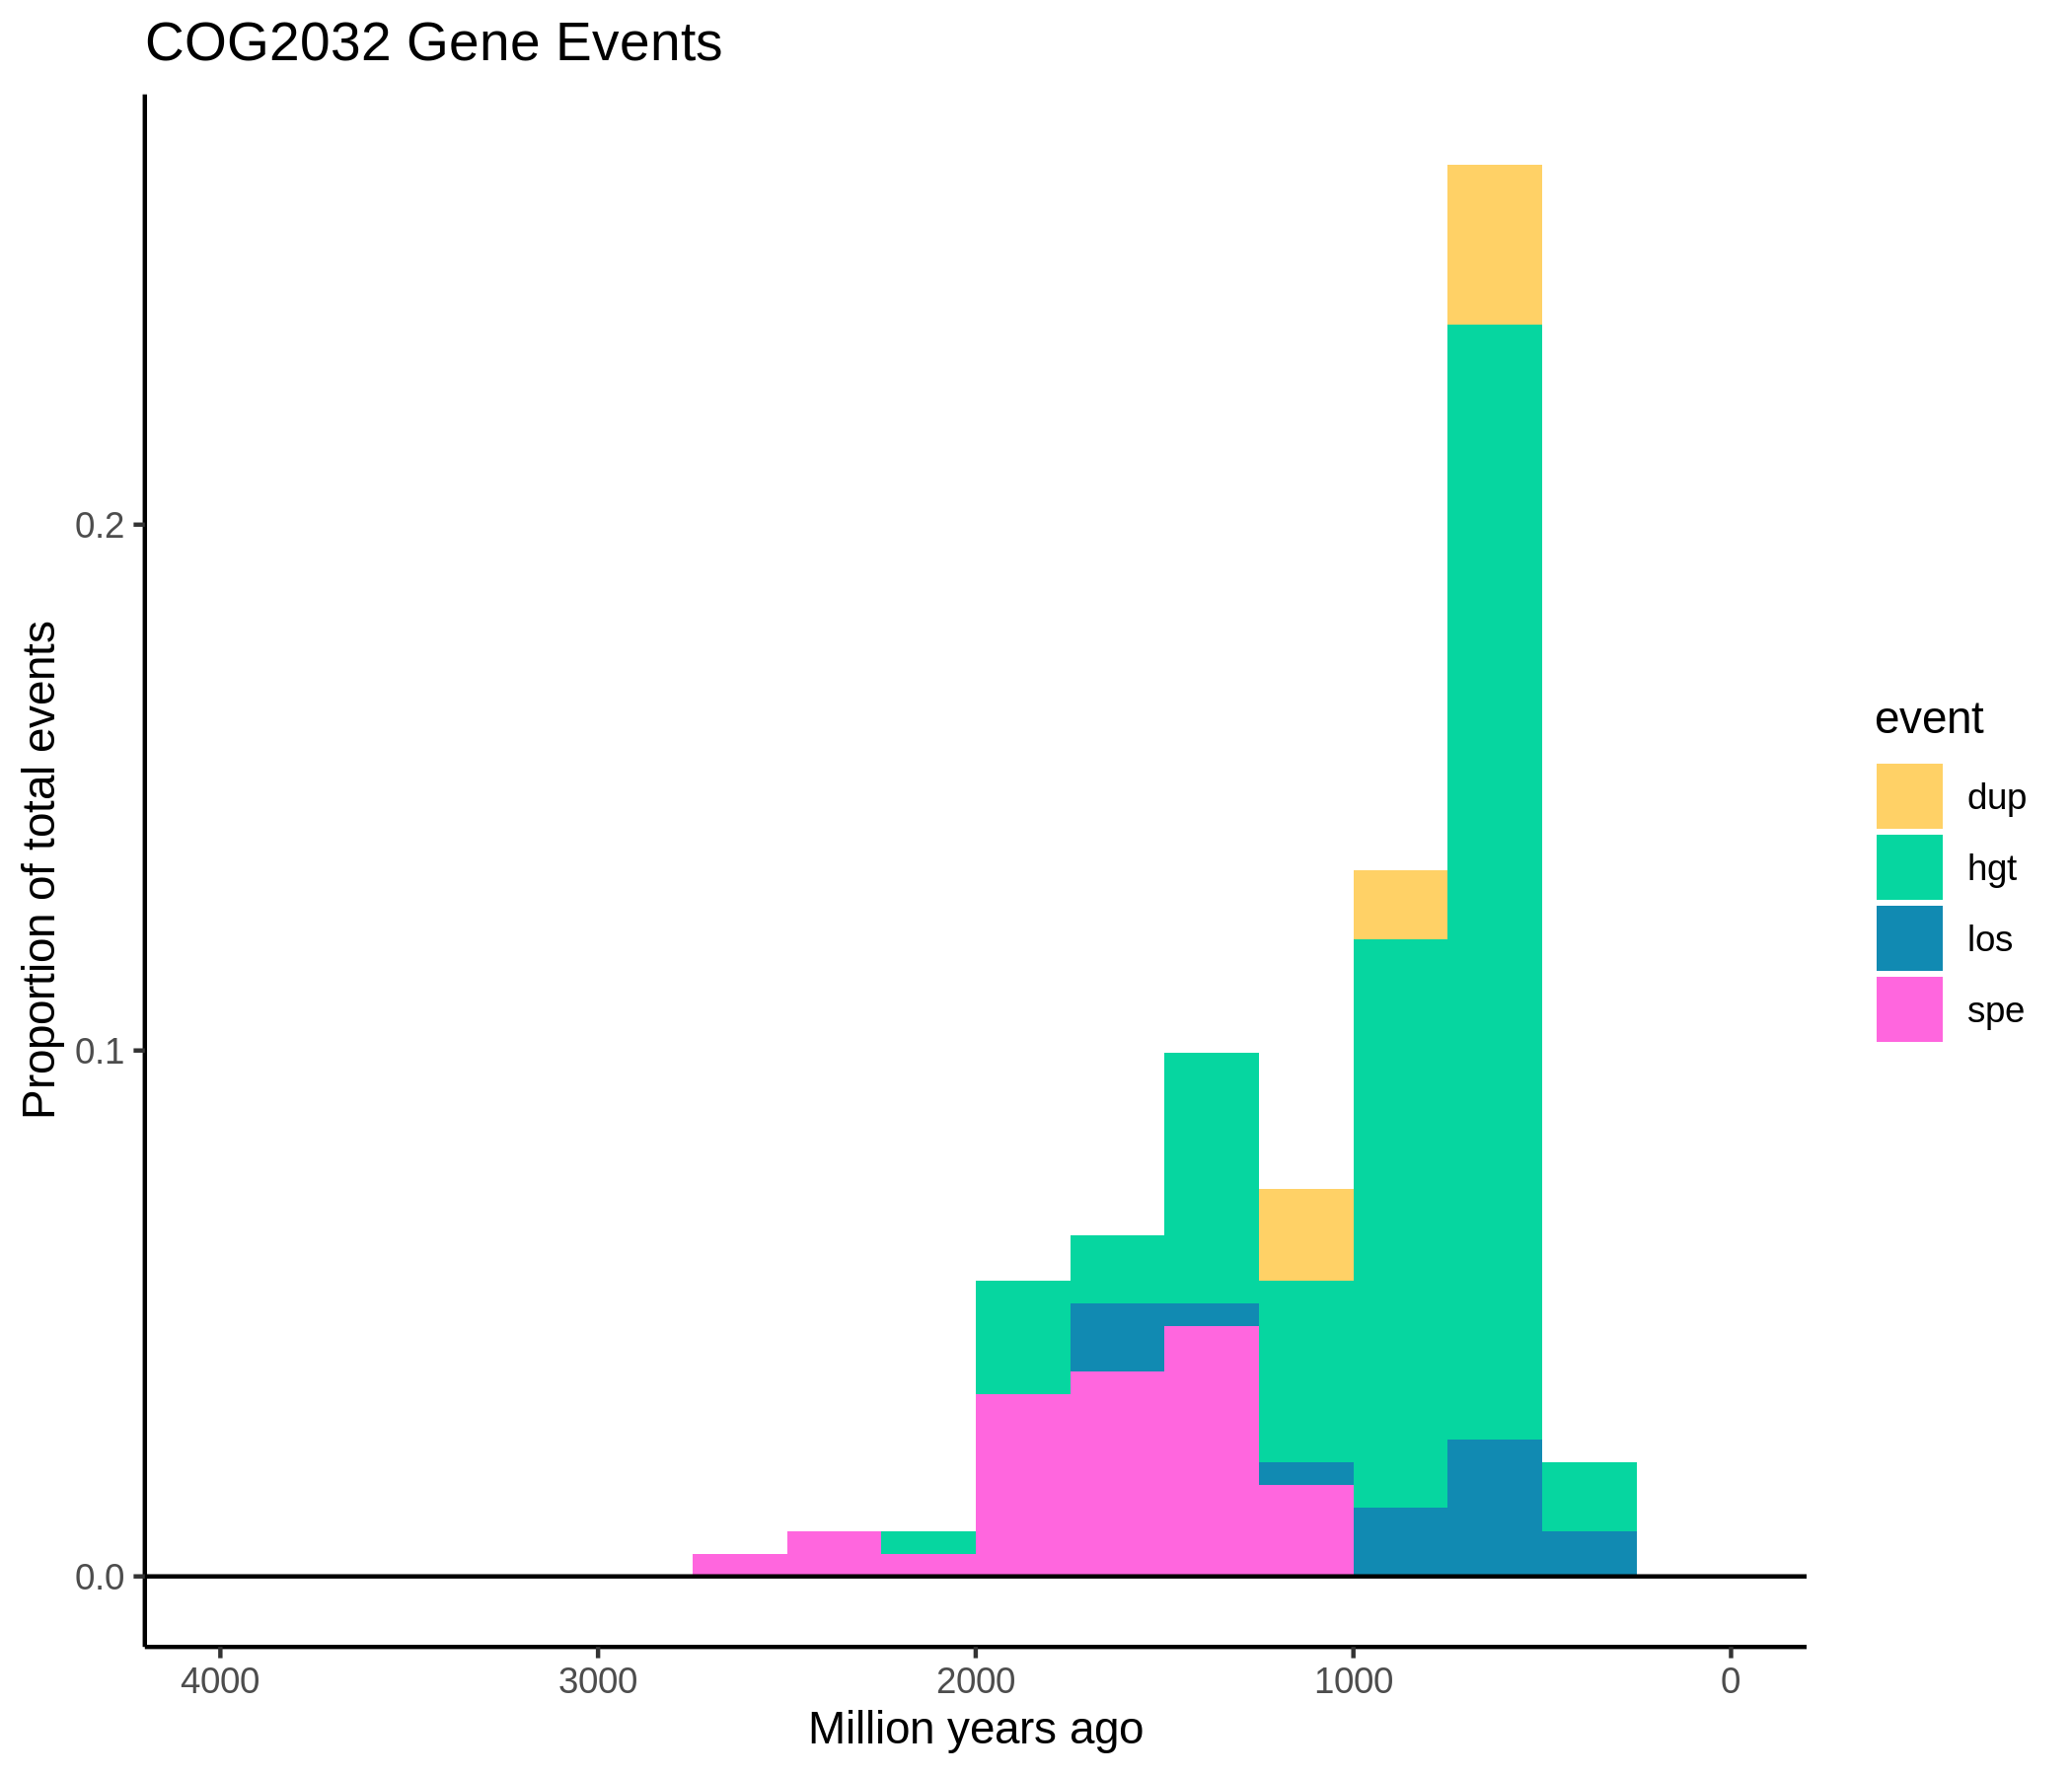 COG2032 Gene Events
Proportion of total events
0.2
0.1
0.0
4000 3000 2000 1000 0
Million years ago
event
dup
hgt
los
spe